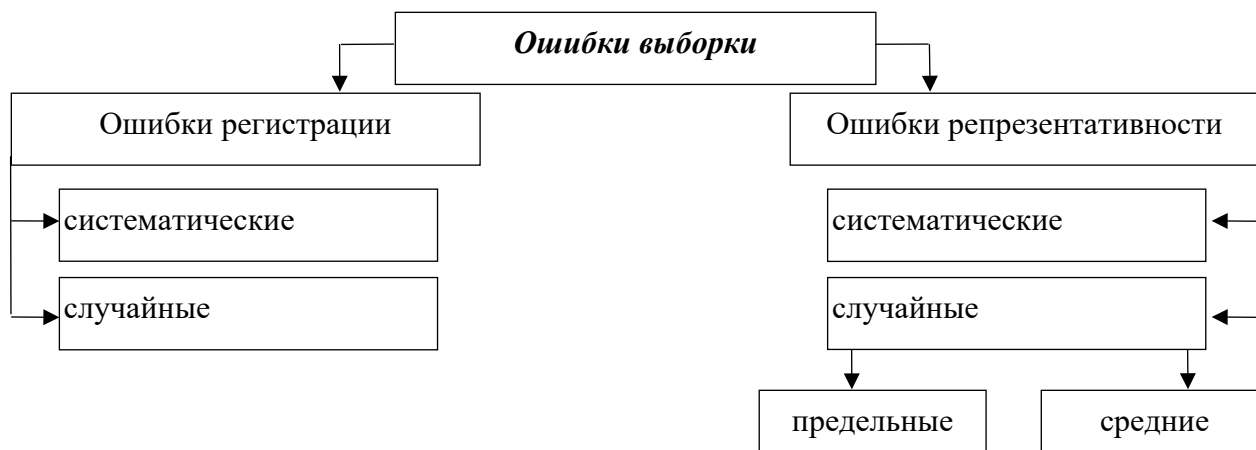 Ошибки выборки
Ошибки регистрации
Ошибки репрезентативности
систематические
систематические
случайные
случайные
предельные
средние